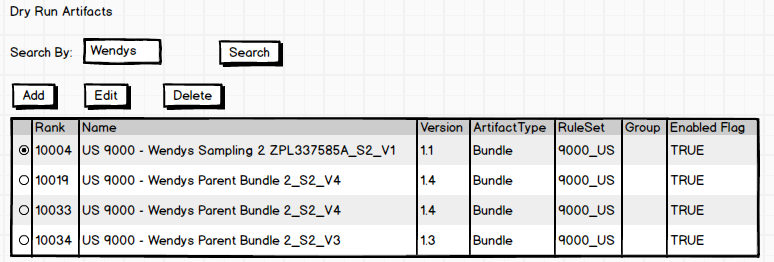 Dry Run Artifacts
Search By: Wendys Search
Add Edit Delete
Rank Name Version ArtifactType RuleSet Group Enabled Flag
10004 US 9000 - Wendys Sampling 2 ZPL337585A_S2_V1 1.1 Bundle 9000_US TRUE
10019 US 9000 - Wendys Parent Bundle 2_S2_V4 1.4 Bundle 9000_US TRUE
10033 US 9000 - Wendys Parent Bundle 2_S2_V4 1.4 Bundle 9000_US TRUE
10034 US 9000 - Wendys Parent Bundle 2_S2_V3 1.3 Bundle 9000_US TRUE